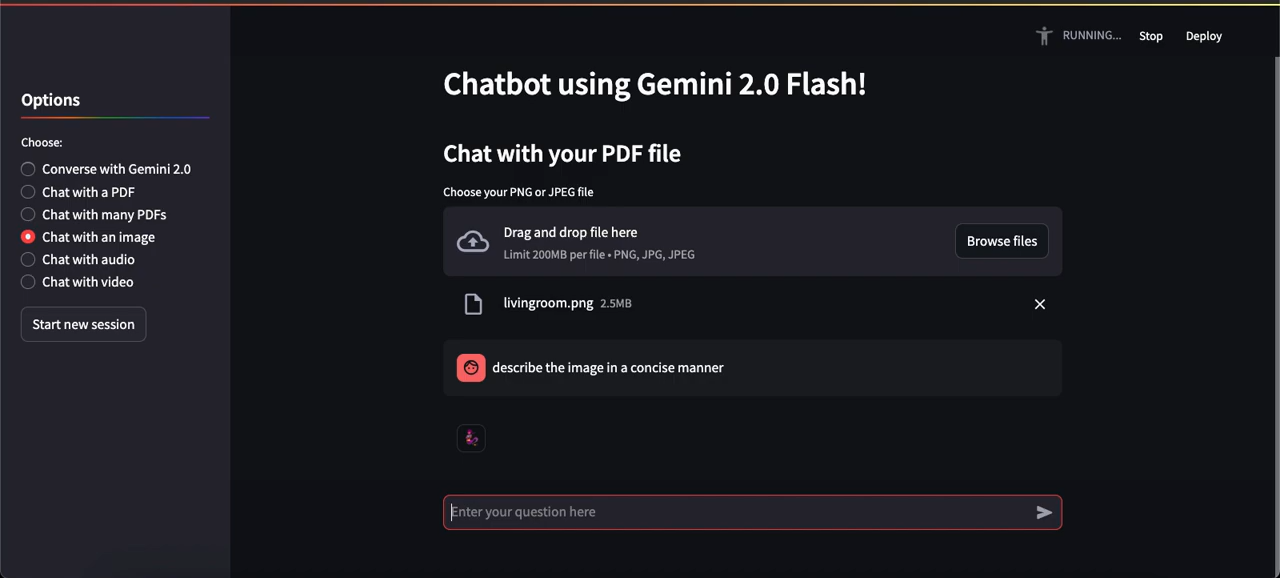 RUNNING...
Stop
Deploy
Options
Choose:
Converse with Gemini 2.0
Chat with a PDF
Chat with many PDFs
Chat with an image
Chat with audio
Chat with video
Start new session
Chatbot using Gemini 2.0 Flash!
Chat with your PDF file
Choose your PNG or JPEG file
Drag and drop file here
Limit 200MB per file • PNG, JPG, JPEG
Browse files
livingroom.png 2.5MB
describe the image in a concise manner
Enter your question here